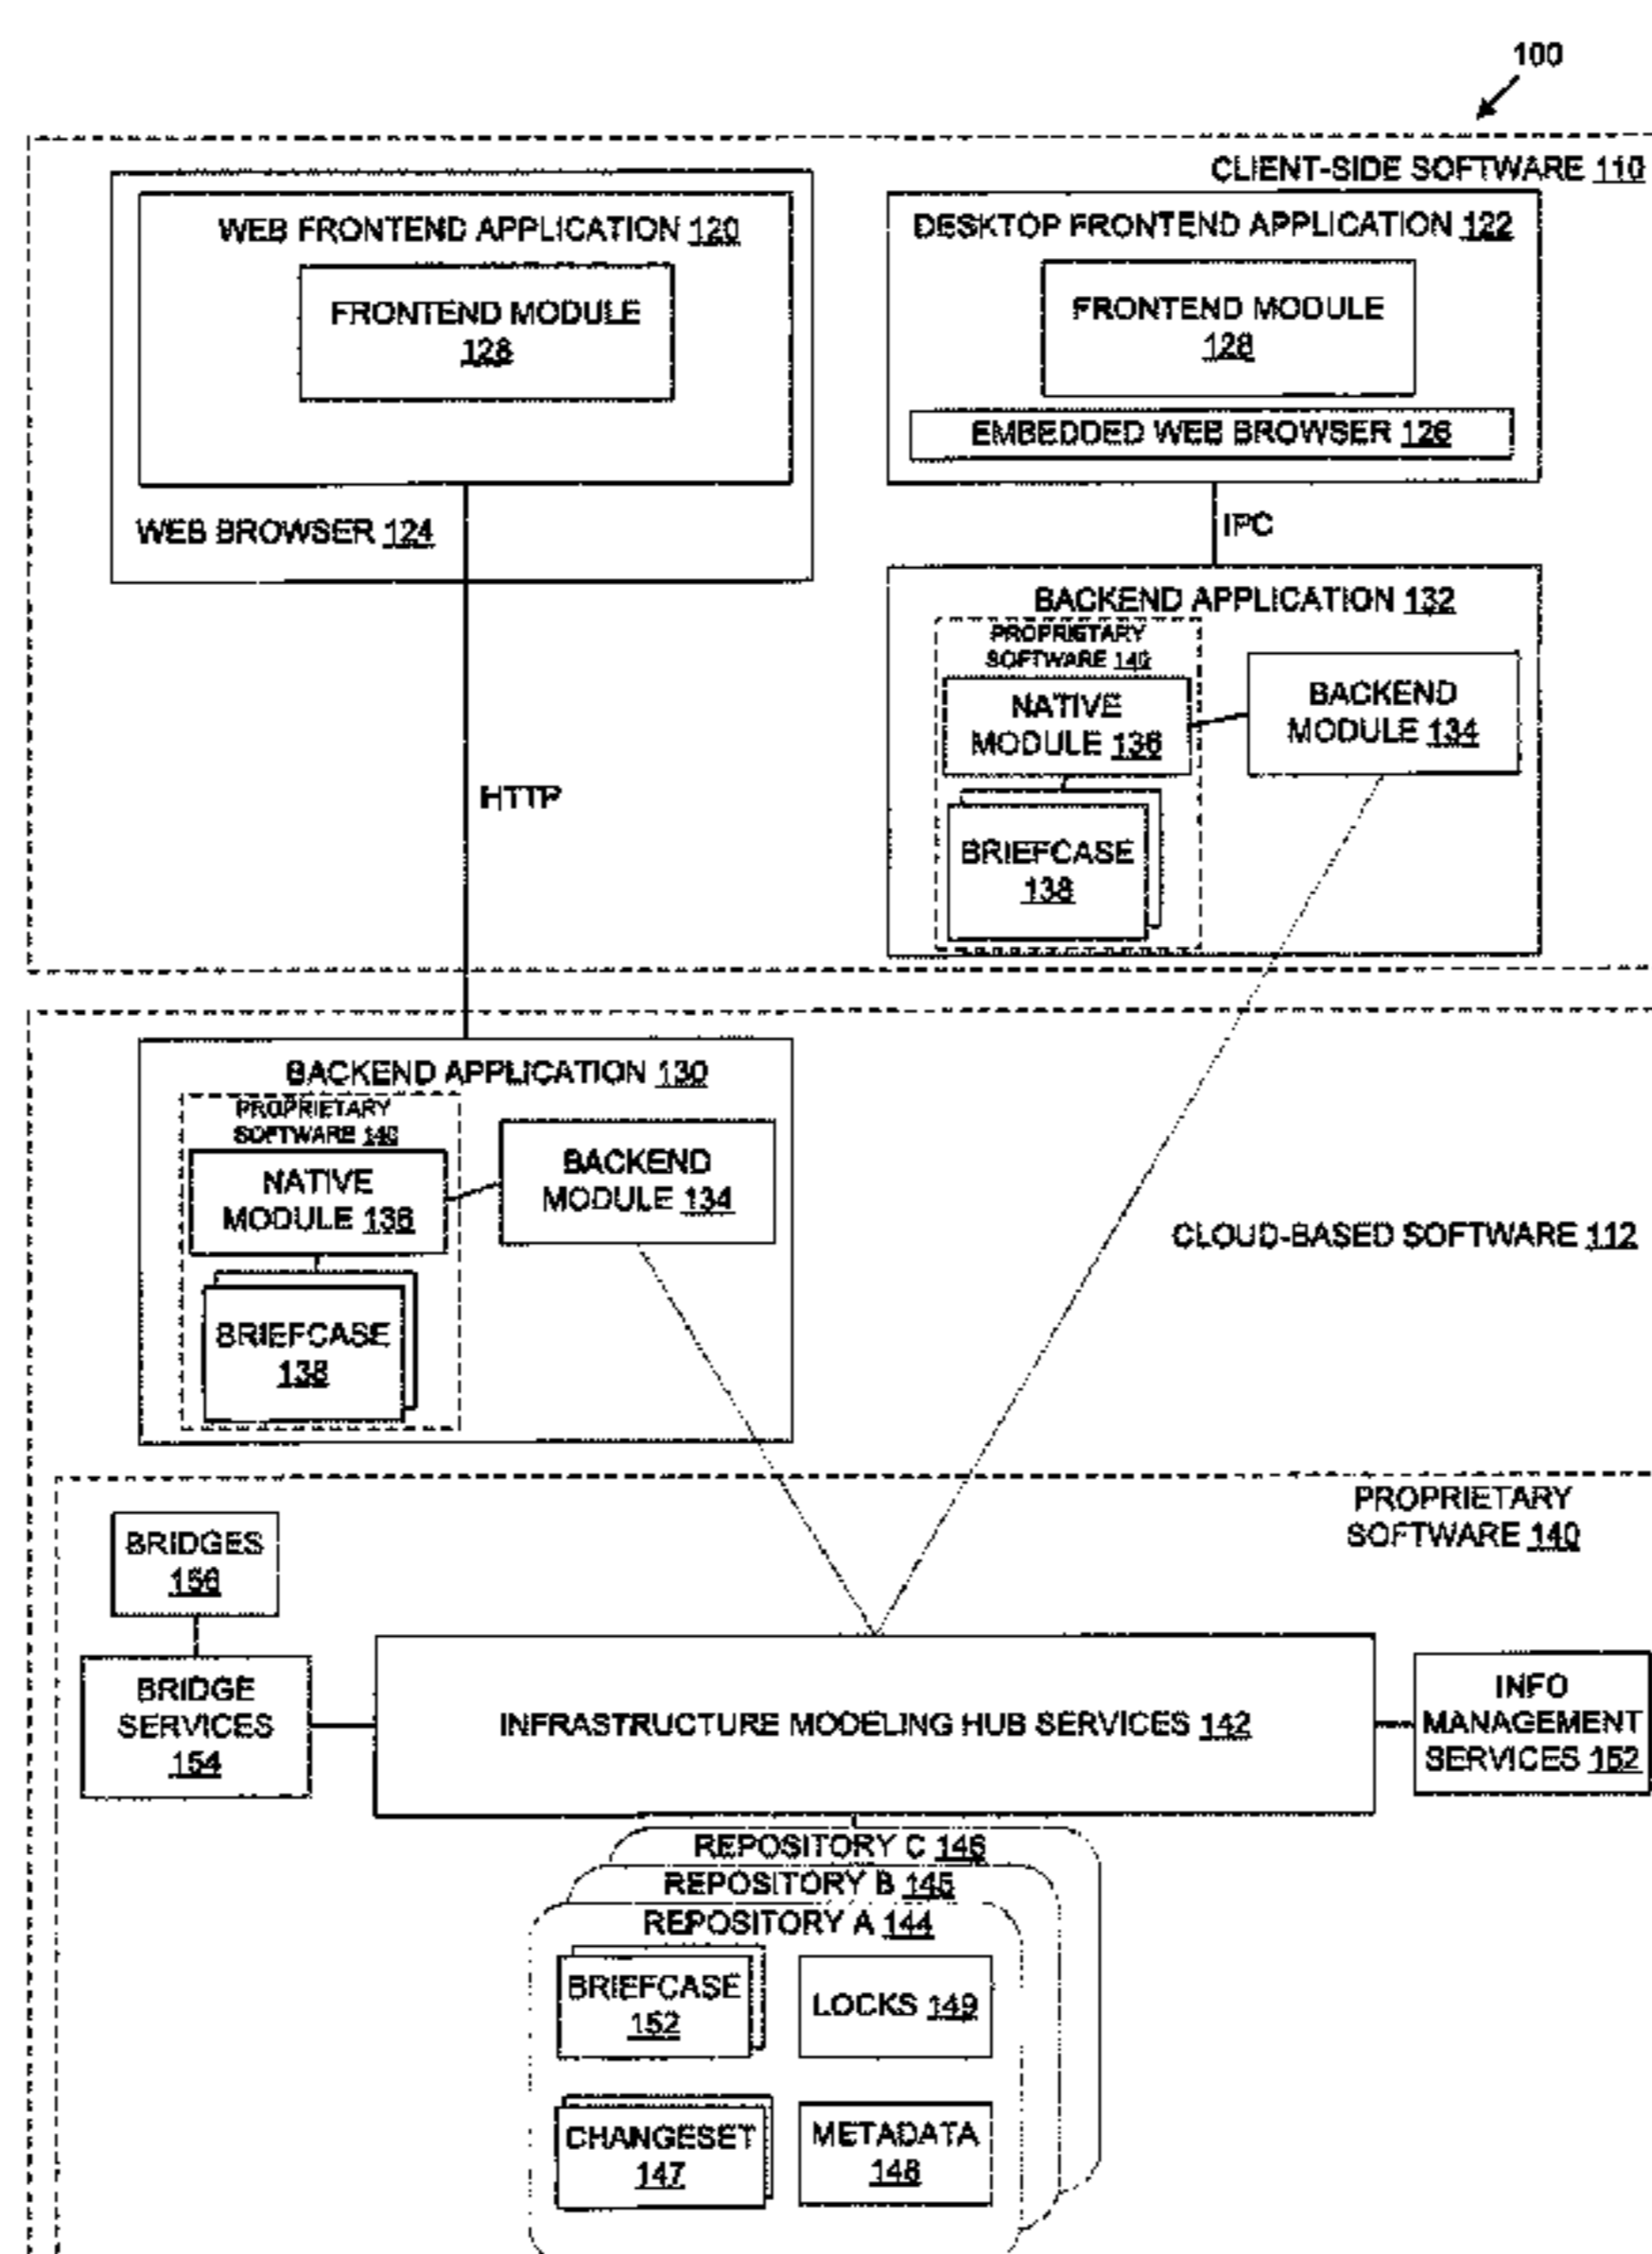 100
CLIENT-SIDE SOFTWARE 110
WEB FRONTEND APPLICATION 120
FRONTEND MODULE
128
WEB BROWSER 124
DESKTOP FRONTEND APPLICATION 122
FRONTEND MODULE
128
EMBEDDED WEB BROWSER 126
IPC
HTTP
BACKEND APPLICATION 132
PROPRIETARY
SOFTWARE 140
NATIVE
MODULE 136
BACKEND
MODULE 134
BRIEFCASE
138
BACKEND APPLICATION 130
PROPRIETARY
SOFTWARE 140
NATIVE
MODULE 136
BACKEND
MODULE 134
BRIEFCASE
138
CLOUD-BASED SOFTWARE 112
PROPRIETARY
SOFTWARE 140
BRIDGES
156
BRIDGE
SERVICES
154
INFRASTRUCTURE MODELING HUB SERVICES 142
INFO
MANAGEMENT
SERVICES 152
REPOSITORY C 146
REPOSITORY B 145
REPOSITORY A 144
BRIEFCASE
152
LOCKS 149
CHANGESET
147
METADATA
148